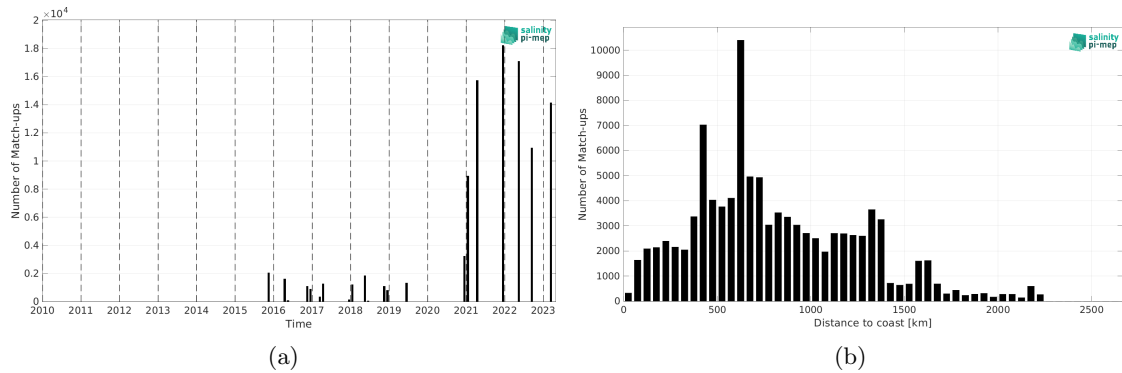 ×10⁴
2
1.8
1.6
1.4
1.2
1
0.8
0.6
0.4
0.2
0
Number of Match-ups
2010 2011 2012 2013 2014 2015 2016 2017 2018 2019 2020 2021 2022 2023
Time
salinity
pi-mep
(a)
10000
9000
8000
7000
6000
5000
4000
3000
2000
1000
0
Number of Match-ups
0 500 1000 1500 2000 2500
Distance to coast [km]
salinity
pi-mep
(b)